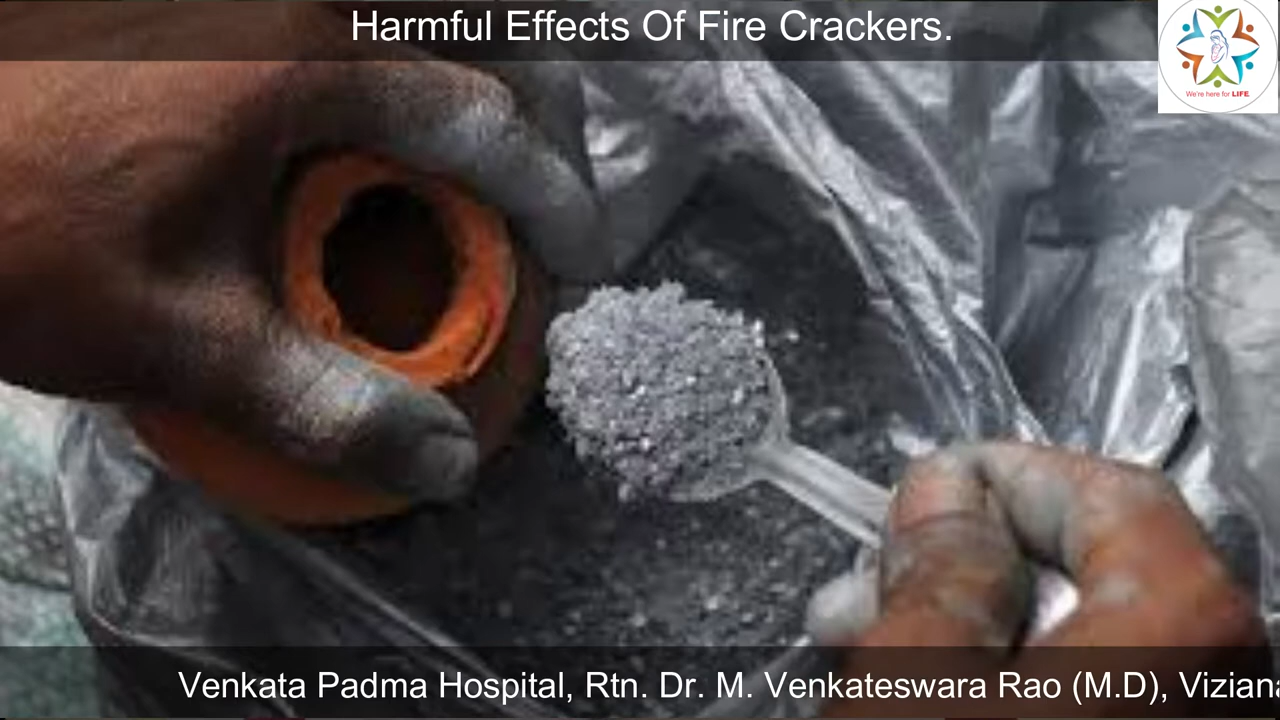 Harmful Effects Of Fire Crackers.
We're here for LIFE
Venkata Padma Hospital, Rtn. Dr. M. Venkateswara Rao (M.D), Viziana